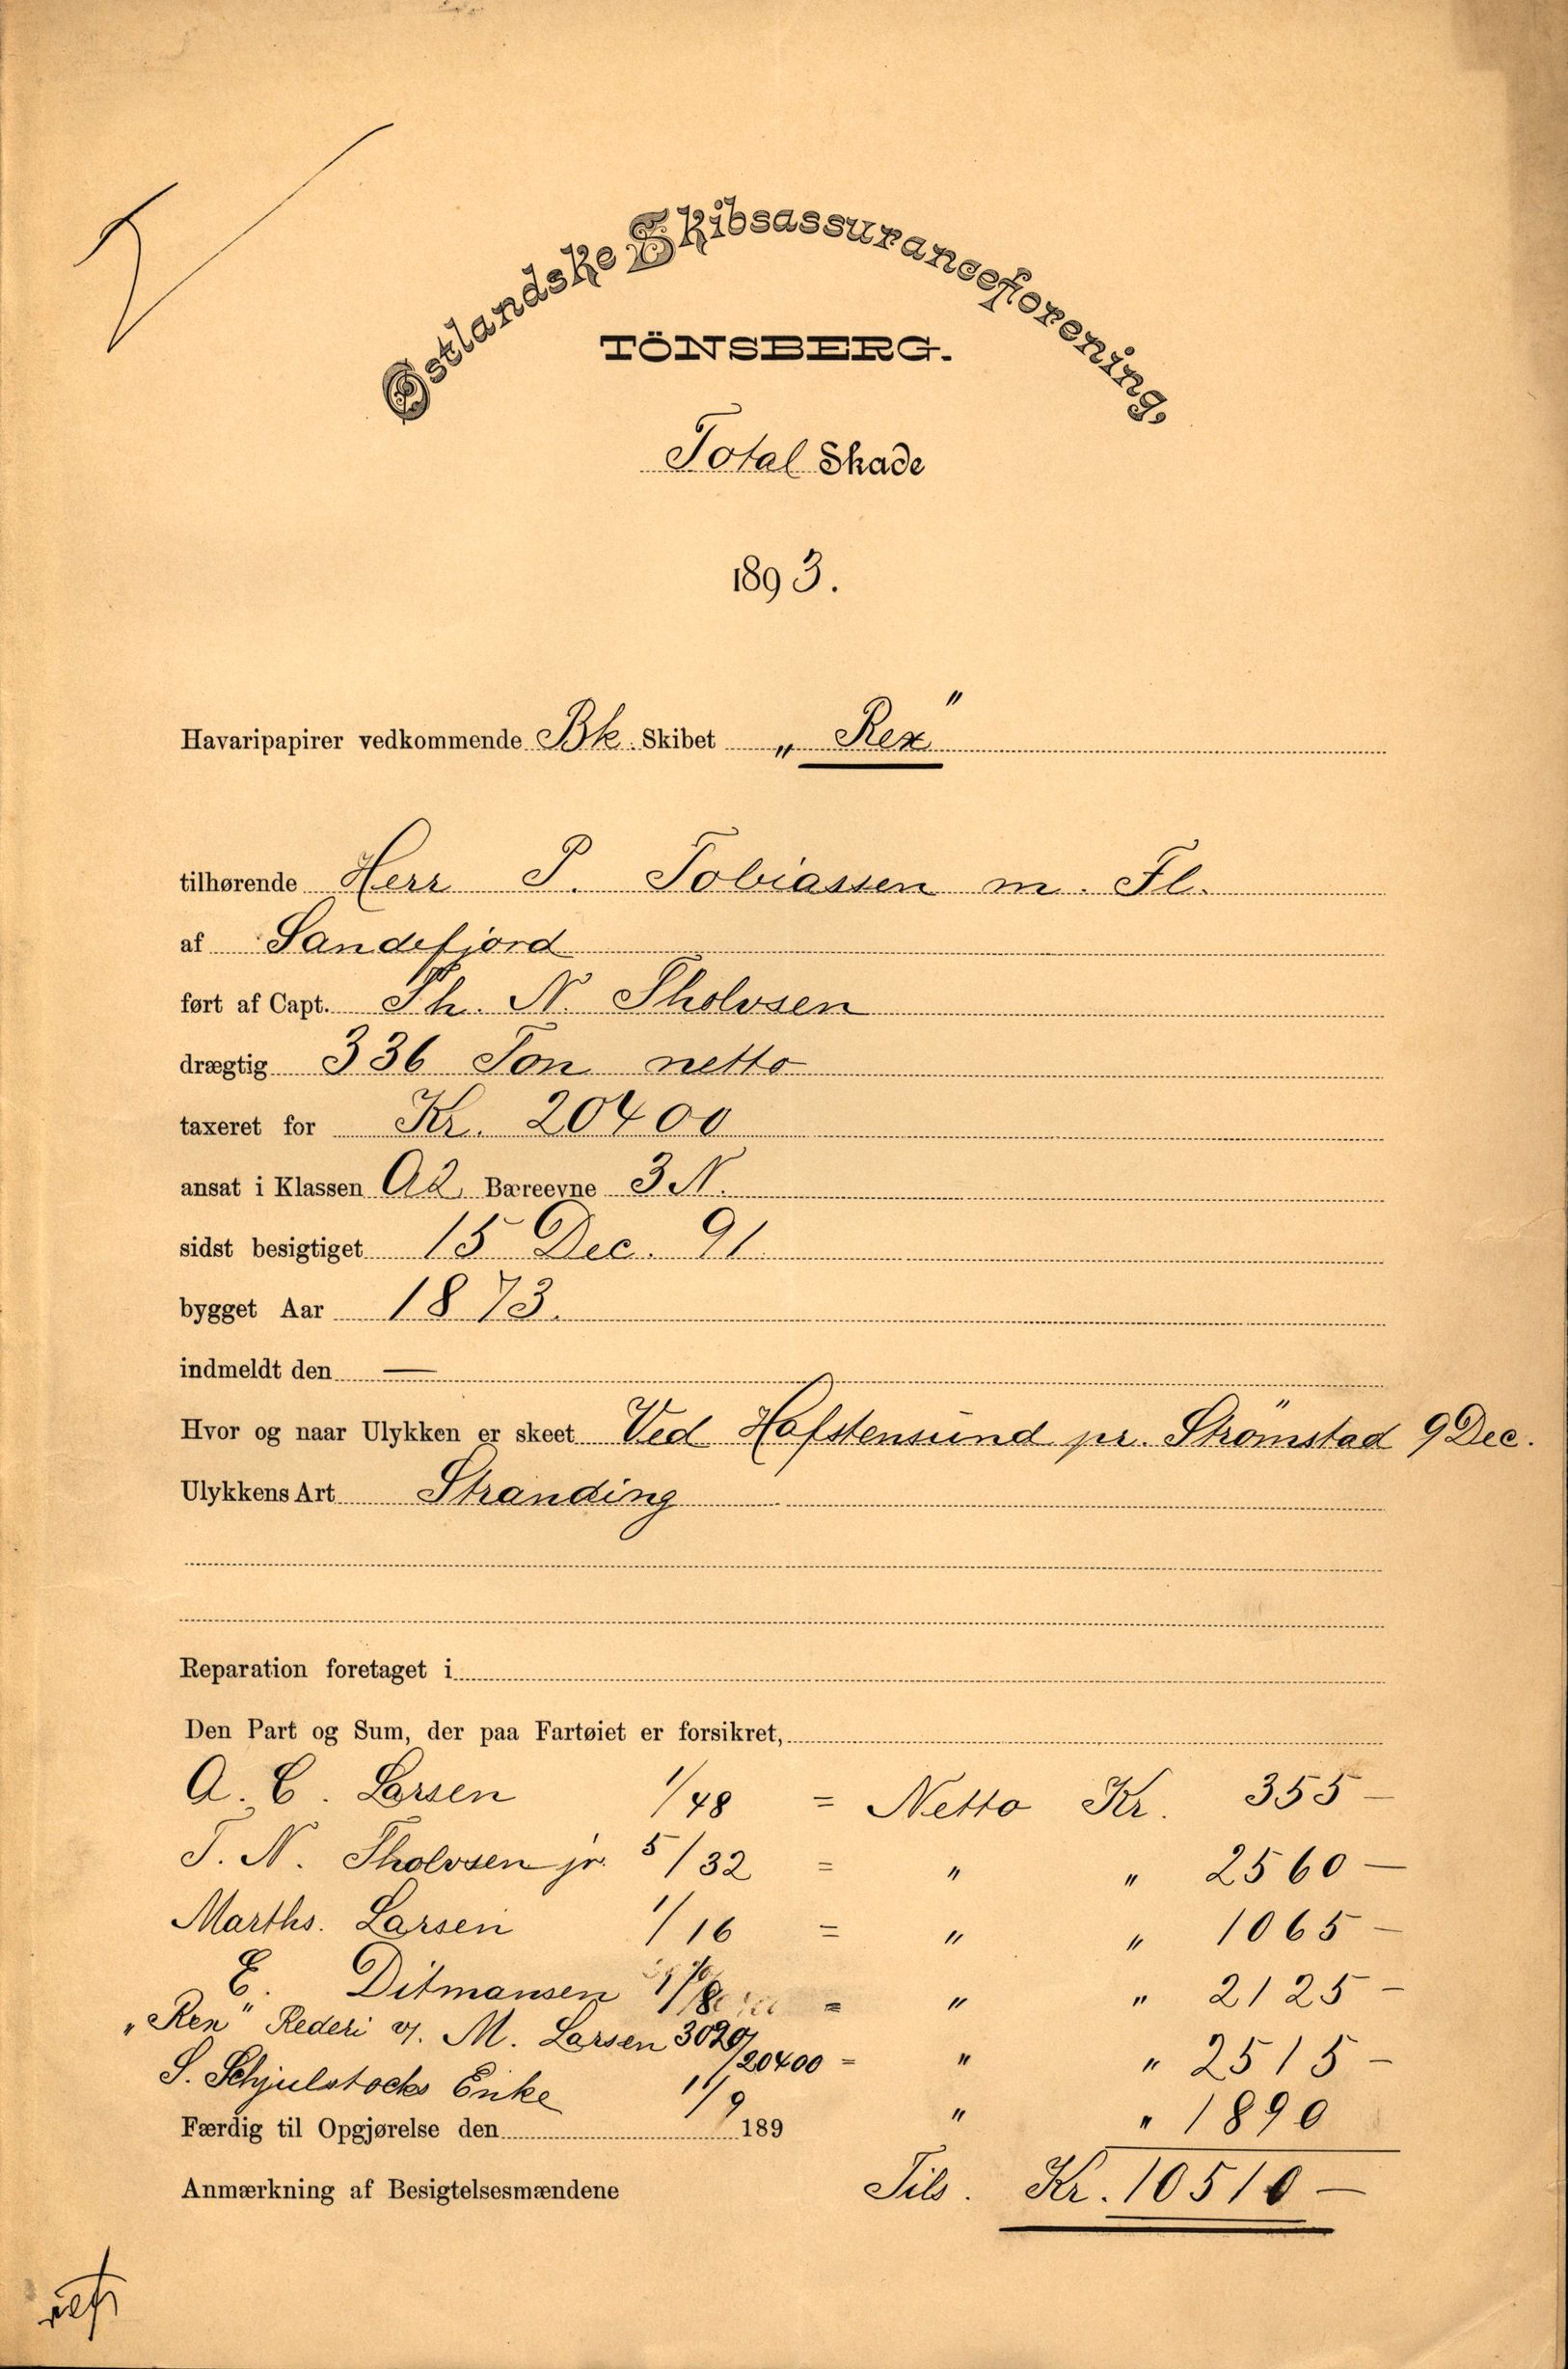 Østlandske Skibsassuranceforening,
TÖNSBERG.
Total Skade
1893.
Havaripapirer vedkommende Bk. Skibet „Rex"
tilhørende Herr P. Tobiassen m. Fl.
af Sandefjord
ført af Capt. Th. N. Tholvsen
drægtig 336 Ton netto
taxeret for Kr. 20400
ansat i Klassen A2 Bæreevne 3 N.
sidst besigtiget 15 Dec. 91
bygget Aar 1873.
indmeldt den —
Hvor og naar Ulykken er skeet Ved Hafstensund pr. Strömstad 9 Dec.
Ulykkens Art Stranding
Reparation foretaget i
Den Part og Sum, der paa Fartøiet er forsikret,
A. C. Larsen 1/48 = Netto Kr. 355 —
T. N. Tholvsen jr. 5/32 = " " 2560 —
Marths. Larsen 1/16 = " " 1065 —
E. Ditmansen 1/8 = " " 2125 —
„Rex" Rederi v. M. Larsen 3020/20400 = " " 2515 —
S. Schjulstocks Enke 1/9 " " 1890
Færdig til Opgjørelse den 189
Anmærkning af Besigtelsesmændene Tils. Kr. 10510 —